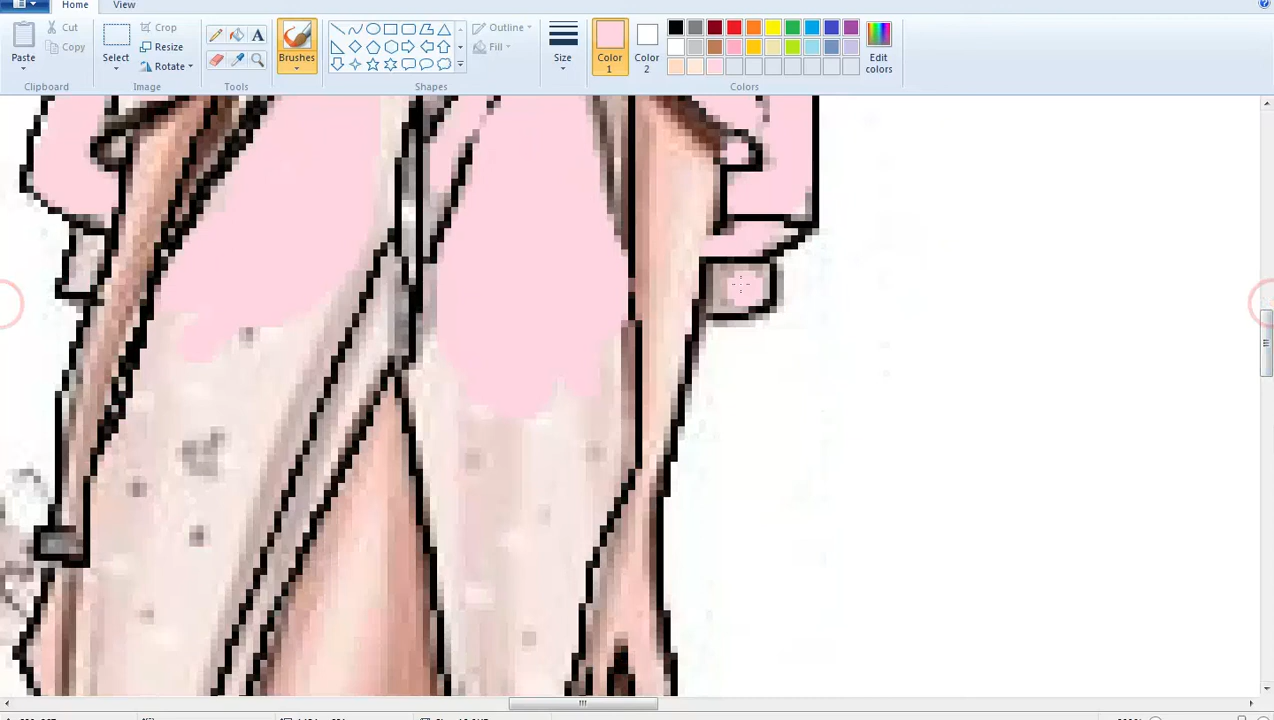 Home View
Cut
Copy
Paste
Clipboard
Select
Crop
Resize
Rotate
Image
A
Tools
Brushes
Outline
Fill
Shapes
Size
Color 1
Color 2
Edit colors
Colors